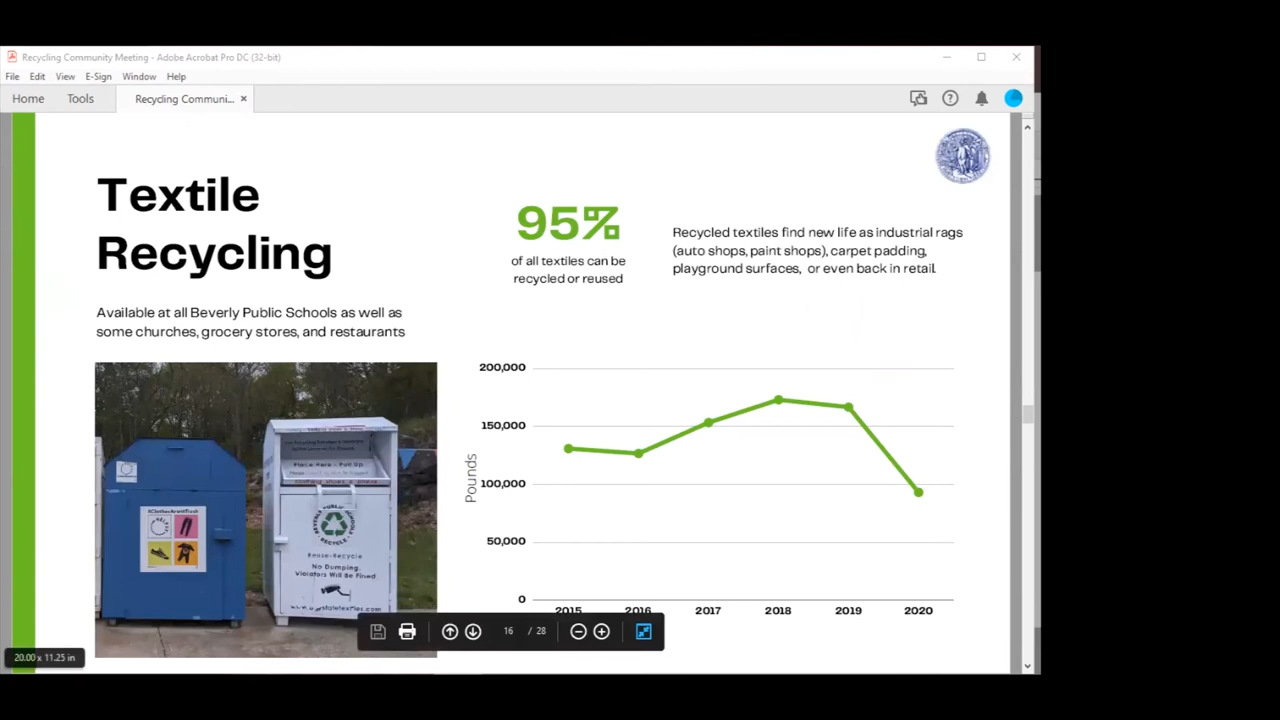 Recycling Community Meeting - Adobe Acrobat Pro DC (32-bit)
File Edit View E-Sign Window Help
Home Tools Recycling Communi...
Textile
Recycling
Available at all Beverly Public Schools as well as
some churches, grocery stores, and restaurants
95%
of all textiles can be
recycled or reused
Recycled textiles find new life as industrial rags
(auto shops, paint shops), carpet padding,
playground surfaces, or even back in retail.
Place Here - Pull Up
BEVERLY PUBLIC SCHOOLS
RECYCLE
Reuse-Recycle
No Dumping.
Violators Will Be Fined
Pounds
200,000
150,000
100,000
50,000
0
2015 2016 2017 2018 2019 2020
16 / 28
20.00 x 11.25 in